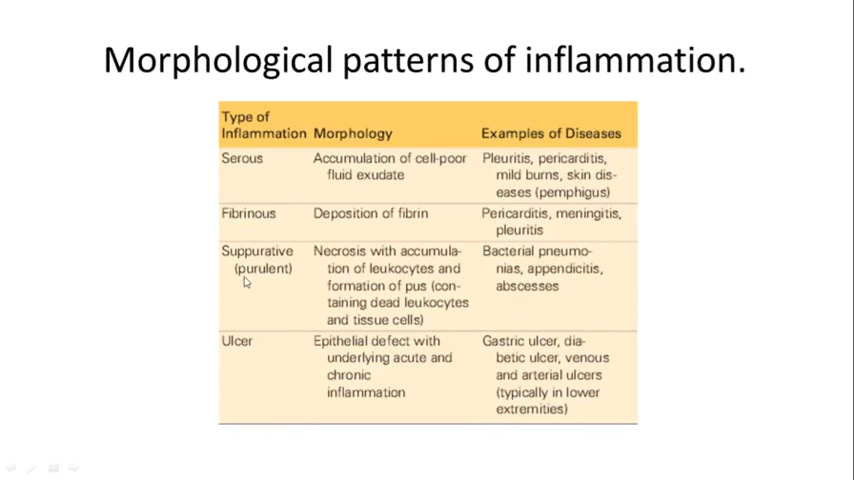 Morphological patterns of inflammation.
Type of
Inflammation Morphology Examples of Diseases
Serous Accumulation of cell-poor Pleuritis, pericarditis,
fluid exudate mild burns, skin dis-
eases (pemphigus)
Fibrinous Deposition of fibrin Pericarditis, meningitis,
pleuritis
Suppurative Necrosis with accumula- Bacterial pneumo-
(purulent) tion of leukocytes and nias, appendicitis,
formation of pus (con- abscesses
taining dead leukocytes
and tissue cells)
Ulcer Epithelial defect with Gastric ulcer, dia-
underlying acute and betic ulcer, venous
chronic and arterial ulcers
inflammation (typically in lower
extremities)